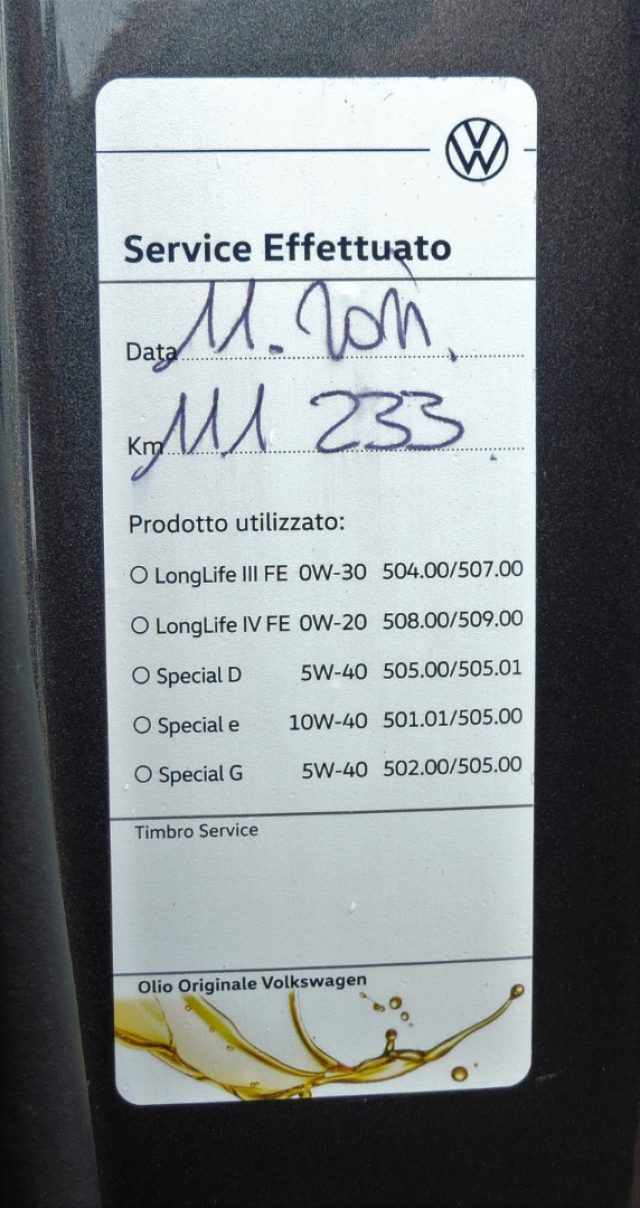 Service Effettuato
Data 11.2024
Km 111 233
Prodotto utilizzato:
LongLife III FE 0W-30 504.00/507.00
LongLife IV FE 0W-20 508.00/509.00
Special D 5W-40 505.00/505.01
Special e 10W-40 501.01/505.00
Special G 5W-40 502.00/505.00
Timbro Service
Olio Originale Volkswagen